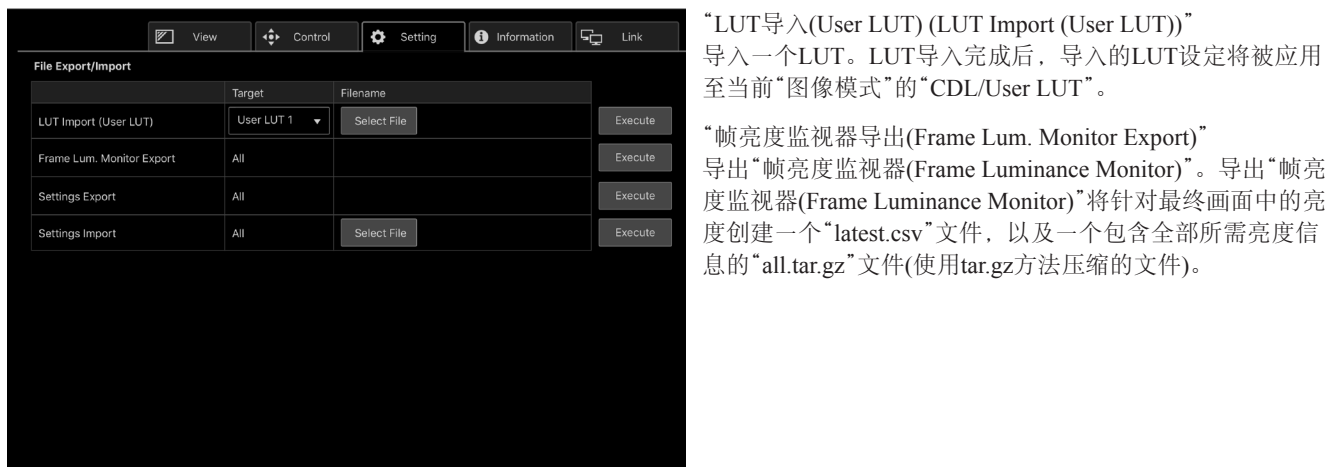 View Control Setting Information Link
File Export/Import
Target Filename
LUT Import (User LUT) User LUT 1 Select File Execute
Frame Lum. Monitor Export All Execute
Settings Export All Execute
Settings Import All Select File Execute
“LUT导入(User LUT) (LUT Import (User LUT))”
导入一个LUT。LUT导入完成后，导入的LUT设定将被应用
至当前“图像模式”的“CDL/User LUT”。
“帧亮度监视器导出(Frame Lum. Monitor Export)”
导出“帧亮度监视器(Frame Luminance Monitor)”。导出“帧亮
度监视器(Frame Luminance Monitor)”将针对最终画面中的亮
度创建一个“latest.csv”文件，以及一个包含全部所需亮度信
息的“all.tar.gz”文件(使用tar.gz方法压缩的文件)。